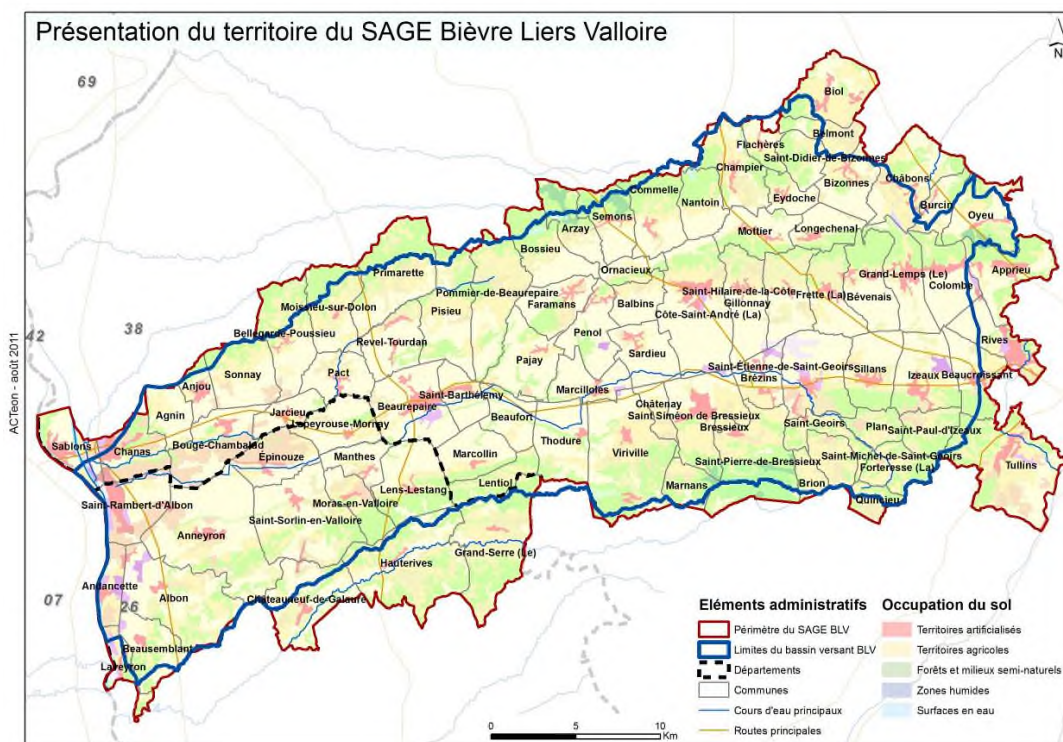 Présentation du territoire du SAGE Bièvre Liers Valloire
N
69
Biol
Belmont
Flachères
Saint-Didier-de-Bizonnes
Champier
Châbons
Bizonnes
Commelle
Burcin
Nantoin
Eydoche
Oyeu
Semons
Arzay
Mottier
Longechenal
Bossieu
Ornacieux
Apprieu
Primarette
Grand-Lemps (Le)
Colombe
Pommier-de-Beaurepaire
Saint-Hilaire-de-la-Côte
Frette (La)
Bévenais
Moissieu-sur-Dolon
Faramans
Balbins
Gillonnay
Pisieu
Côte-Saint-André (La)
38
42
Bellegarde-Poussieu
Revel-Tourdan
Penol
Rives
Sardieu
Pajay
Saint-Étienne-de-Saint-Geoirs
Sillans
Sonnay
Pact
Brézins
Izeaux
Beaucroissant
Anjou
Saint-Barthélemy
Marcilloles
Beaurepaire
Agnin
Jarcieu
Beaufort
Châtenay
Lapeyrouse-Mornay
Saint Siméon de Bressieux
Bressieux
Saint-Geoirs
Plan
Saint-Paul-d'Izeaux
Sablons
Bougé-Chambalud
Thodure
Chanas
Épinouze
Manthes
Marcollin
Viriville
Saint-Michel-de-Saint-Geoirs
Saint-Pierre-de-Bressieux
Forteresse (La)
Tullins
Lentiol
Marnans
Brion
Lens-Lestang
Quincieu
Moras-en-Valloire
Saint-Rambert-d'Albon
Saint-Sorlin-en-Valloire
Anneyron
Grand-Serre (Le)
Hauterives
Andancette
Albon
Châteauneuf-de-Galaure
07
26
Beausemblant
Laveyron
ACTeon - août 2011
Eléments administratifs
Périmètre du SAGE BLV
Limites du bassin versant BLV
Départements
Communes
Cours d'eau principaux
Routes principales
Occupation du sol
Territoires artificialisés
Territoires agricoles
Forêts et milieux semi-naturels
Zones humides
Surfaces en eau
0 5 10
Km